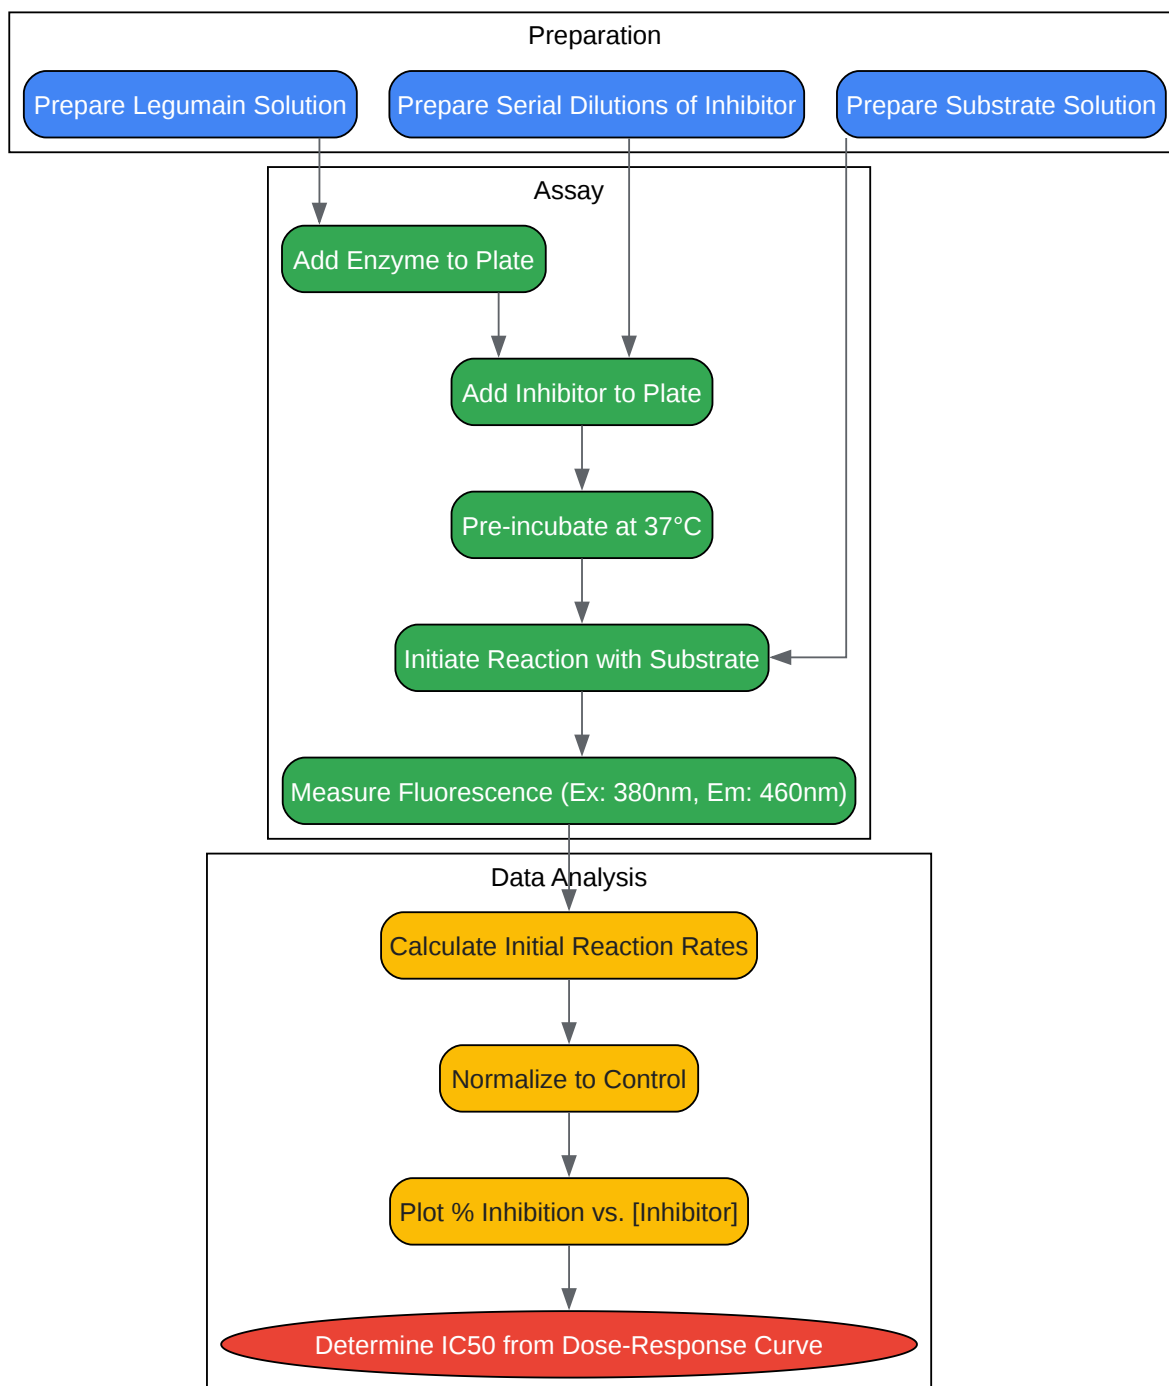 Preparation
Prepare Legumain Solution
Prepare Serial Dilutions of Inhibitor
Prepare Substrate Solution
Assay
Add Enzyme to Plate
Add Inhibitor to Plate
Pre-incubate at 37°C
Initiate Reaction with Substrate
Measure Fluorescence (Ex: 380nm, Em: 460nm)
Data Analysis
Calculate Initial Reaction Rates
Normalize to Control
Plot % Inhibition vs. [Inhibitor]
Determine IC50 from Dose-Response Curve